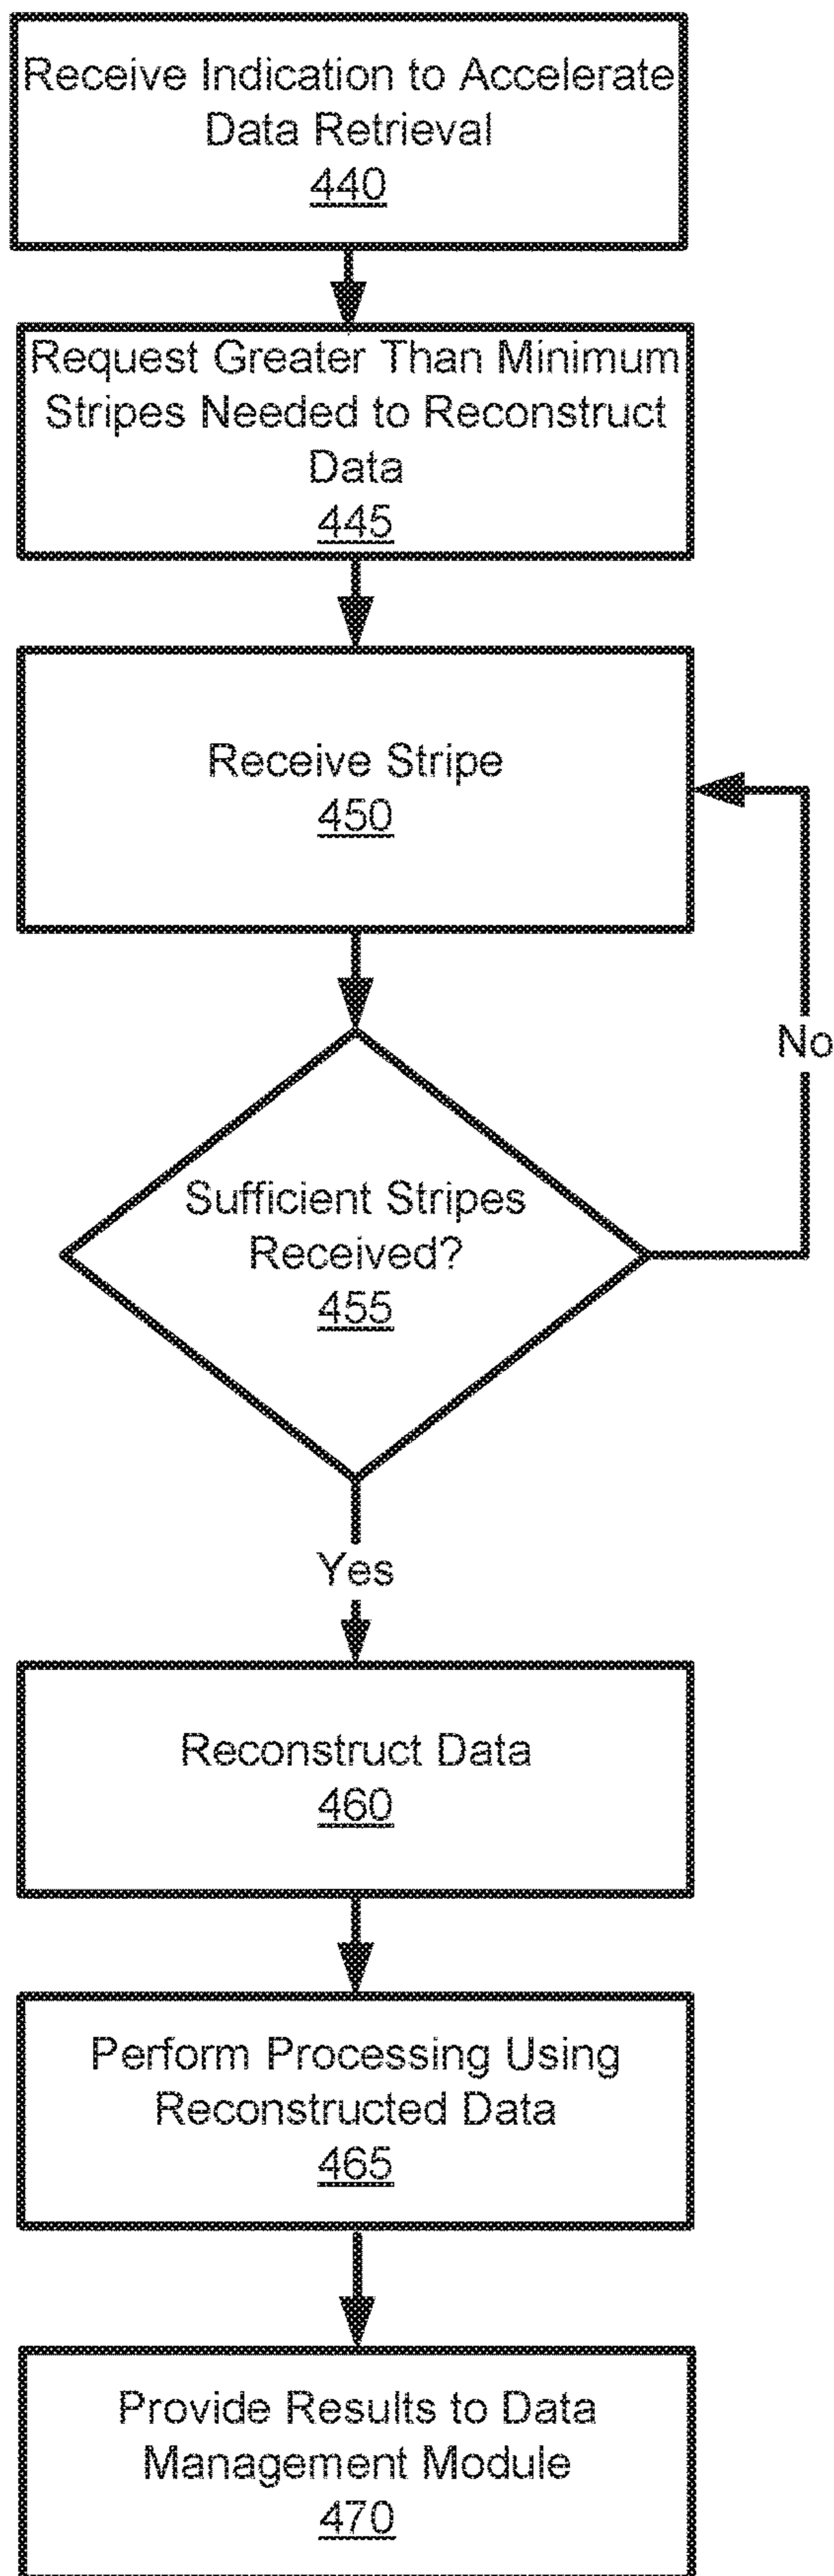 Receive Indication to Accelerate
Data Retrieval
440
Request Greater Than Minimum
Stripes Needed to Reconstruct
Data
445
Receive Stripe
450
No
Sufficient Stripes
Received?
455
Yes
Reconstruct Data
460
Perform Processing Using
Reconstructed Data
465
Provide Results to Data
Management Module
470